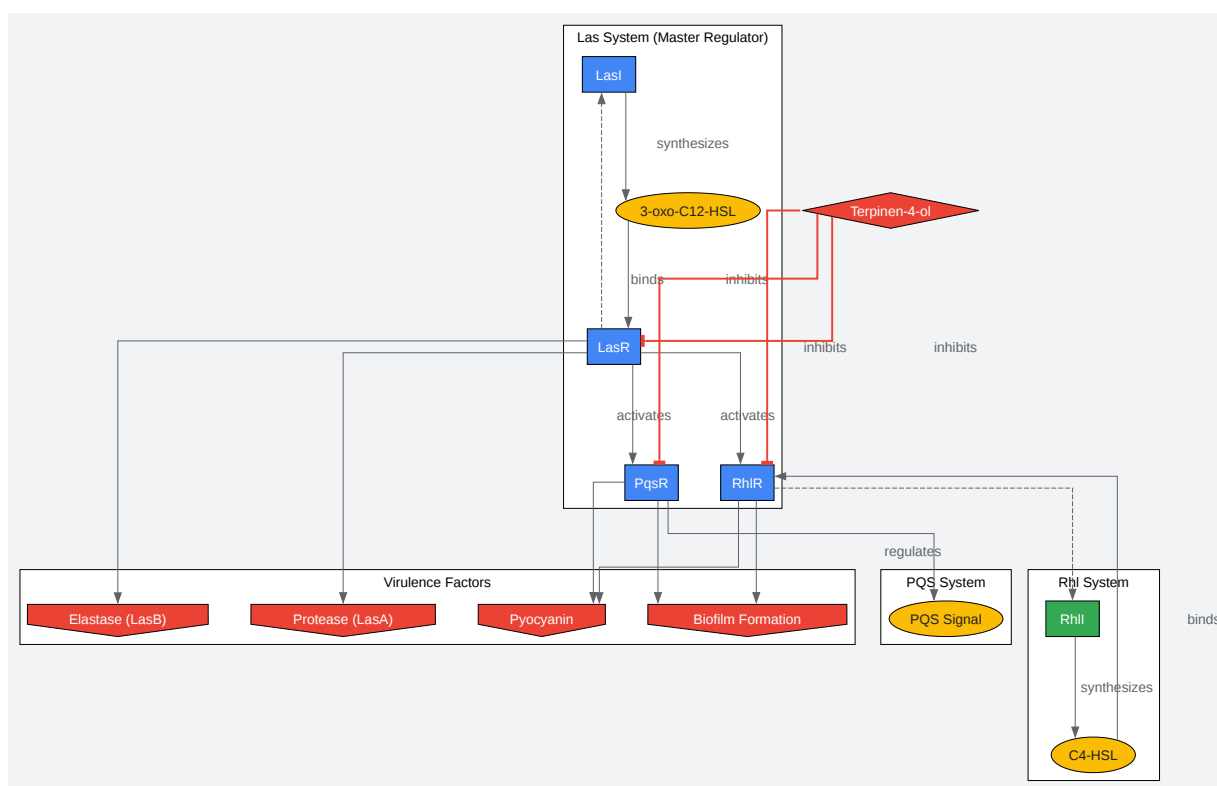 Las System (Master Regulator)
LasI
synthesizes
3-oxo-C12-HSL
Terpinen-4-ol
binds
inhibits
LasR
inhibits
inhibits
activates
activates
PqsR
RhlR
regulates
Virulence Factors
PQS System
Rhl System
Elastase (LasB)
Protease (LasA)
Pyocyanin
Biofilm Formation
PQS Signal
RhlI
binds
synthesizes
C4-HSL